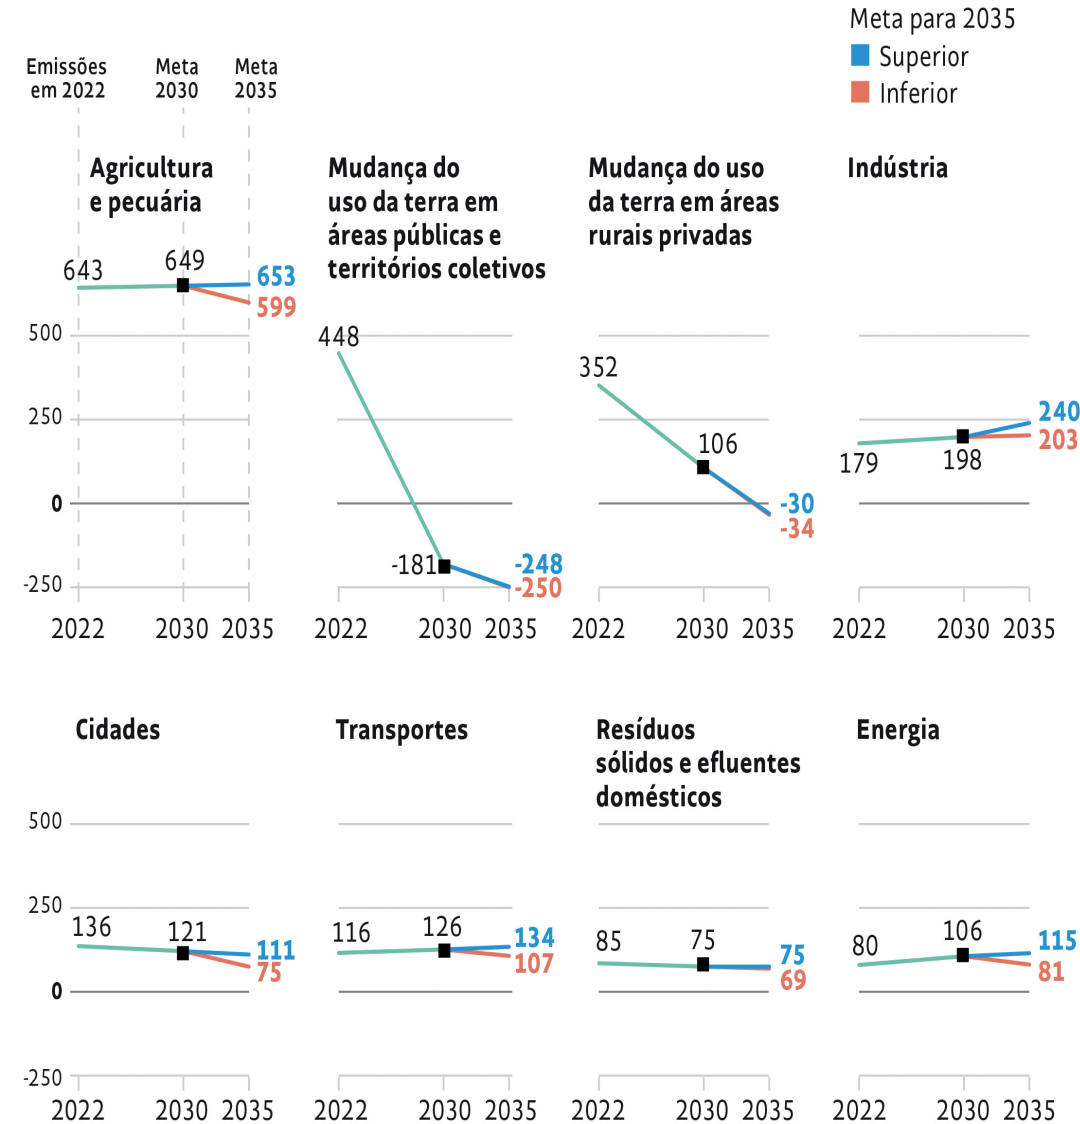 Meta para 2035
Superior
Inferior
Emissões
em 2022
Meta
2030
Meta
2035
Agricultura
e pecuária
643
649
653
599
500
250
0
-250
2022 2030 2035
Mudança do
uso da terra em
áreas públicas e
territórios coletivos
448
-181
-248
-250
2022 2030 2035
Mudança do uso
da terra em áreas
rurais privadas
352
106
-30
-34
2022 2030 2035
Indústria
179
198
240
203
2022 2030 2035
Cidades
500
250
0
-250
136
121
111
75
2022 2030 2035
Transportes
116
126
134
107
2022 2030 2035
Resíduos
sólidos e efluentes
domésticos
85
75
75
69
2022 2030 2035
Energia
80
106
115
81
2022 2030 2035